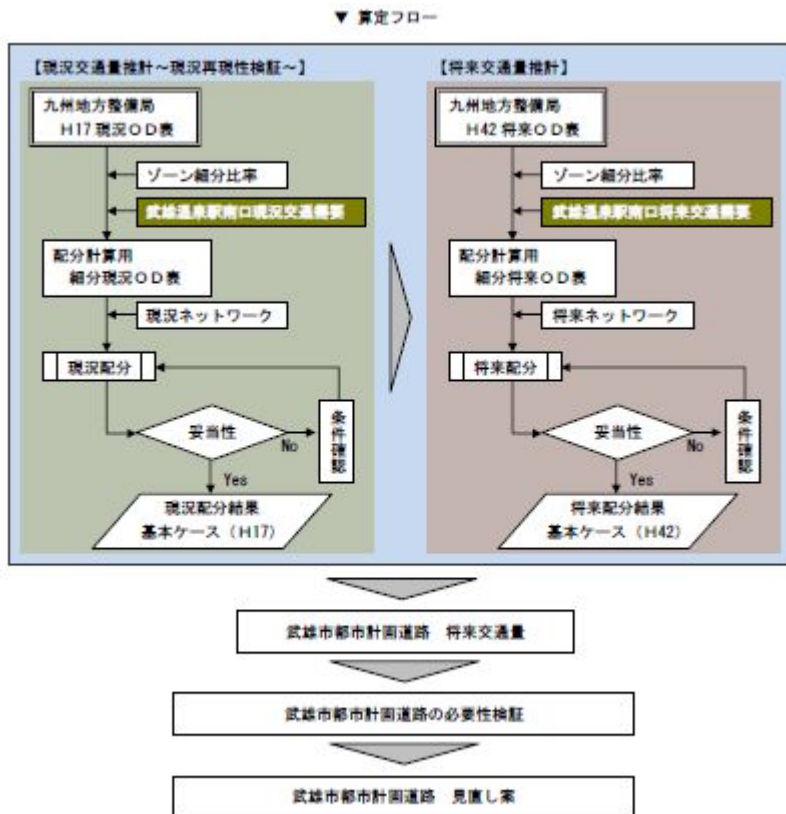 ▼ 算定フロー
【現況交通量推計～現況再現性検証～】
九州地方整備局
H17現況OD表
ゾーン細分比率
武雄温泉駅南口現況交通需要
配分計算用
細分現況OD表
現況ネットワーク
現況配分
妥当性
No
条件確認
Yes
現況配分結果
基本ケース（H17）
【将来交通量推計】
九州地方整備局
H42将来OD表
ゾーン細分比率
武雄温泉駅南口将来交通需要
配分計算用
細分将来OD表
将来ネットワーク
将来配分
妥当性
No
条件確認
Yes
将来配分結果
基本ケース（H42）
武雄市都市計画道路 将来交通量
武雄市都市計画道路の必要性検証
武雄市都市計画道路 見直し案